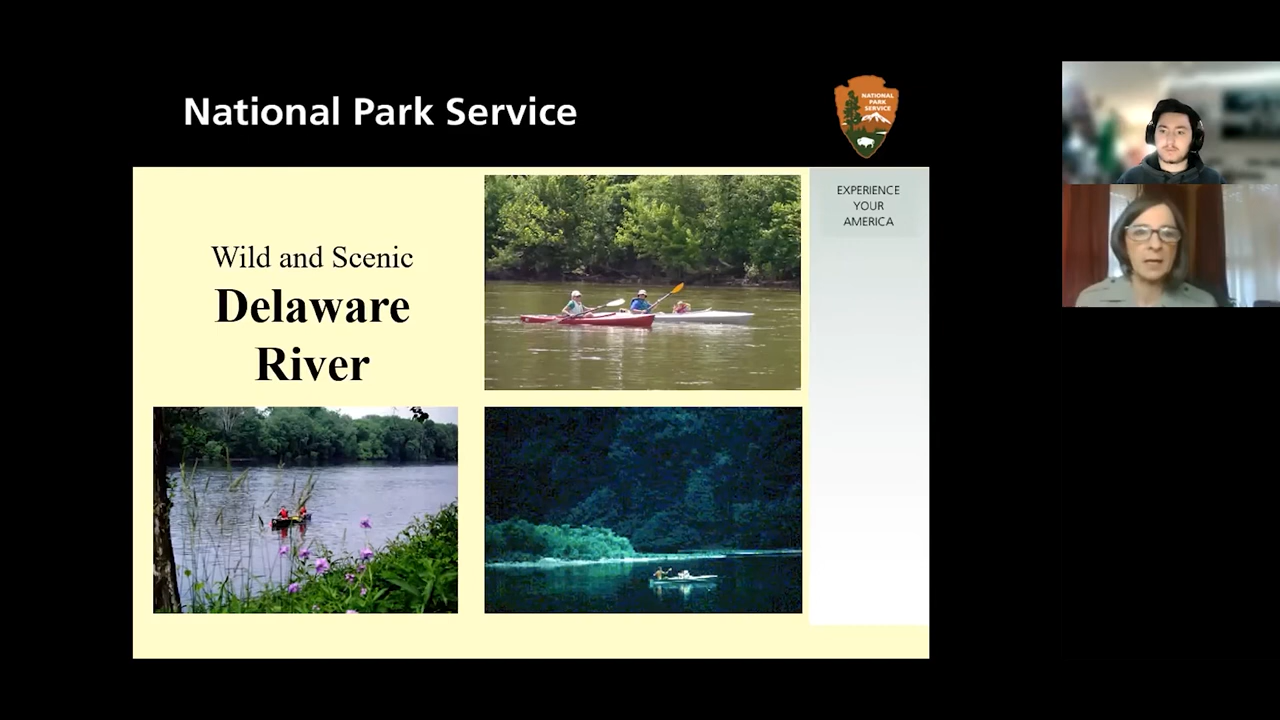 National Park Service
NATIONAL
PARK
SERVICE
EXPERIENCE
YOUR
AMERICA
Wild and Scenic
Delaware
River